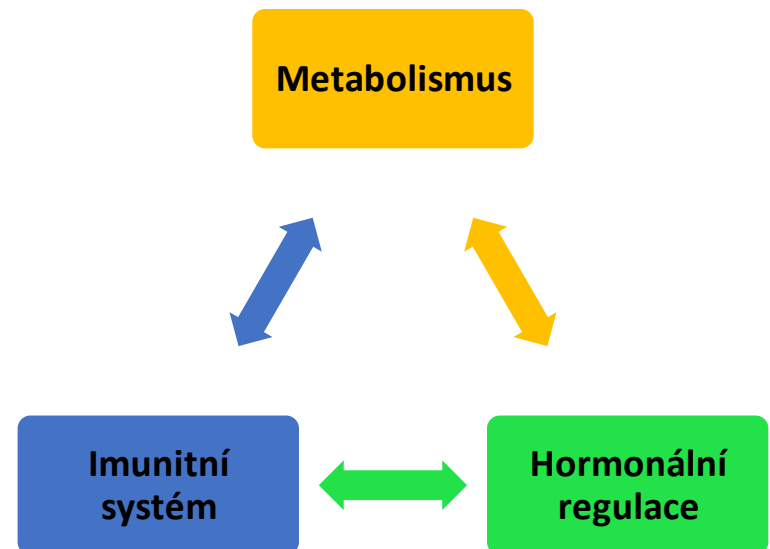 Metabolismus
Imunitní
systém
Hormonální
regulace